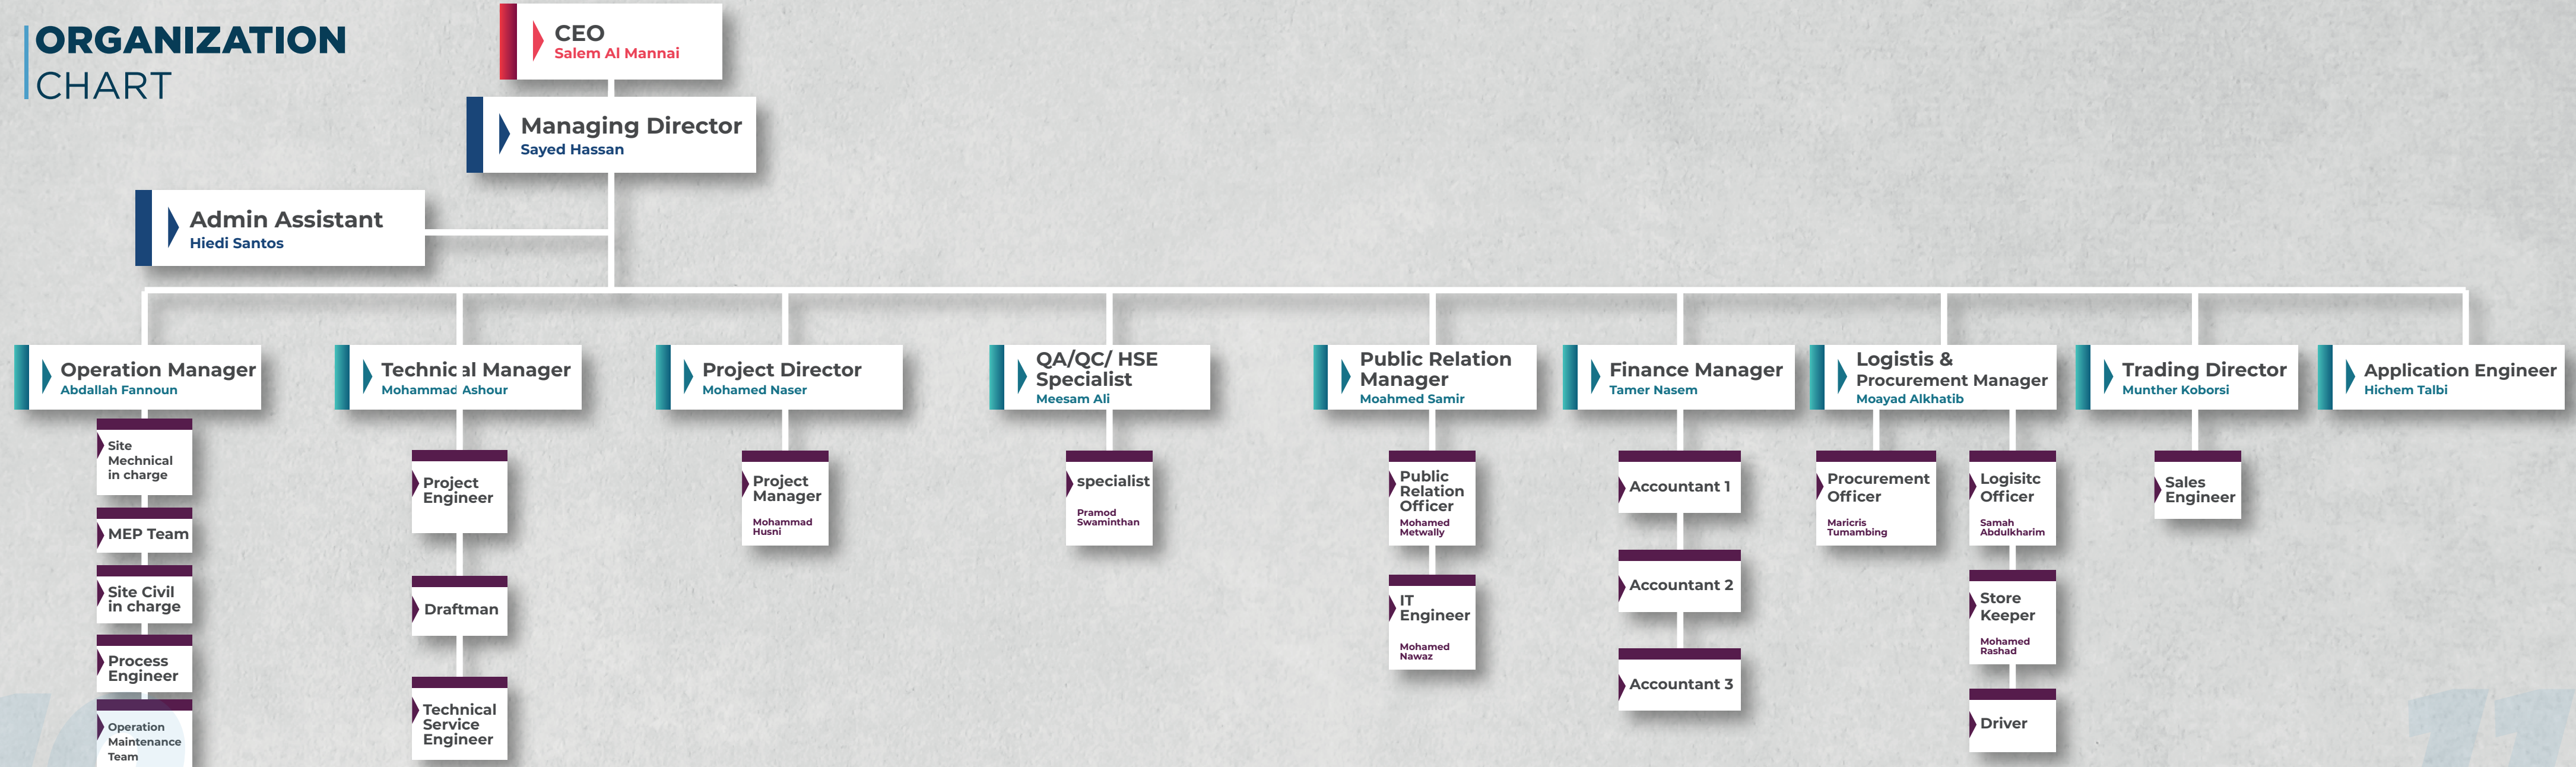 ORGANIZATION
CHART
CEO
Salem Al Mannai
Managing Director
Sayed Hassan
Admin Assistant
Hiedi Santos
Operation Manager
Abdallah Fannoun
Technical Manager
Mohammad Ashour
Project Director
Mohamed Naser
QA/QC/ HSE
Specialist
Meesam Ali
Public Relation
Manager
Moahmed Samir
Finance Manager
Tamer Nasem
Logistis &
Procurement Manager
Moayad Alkhatib
Trading Director
Munther Koborsi
Application Engineer
Hichem Talbi
Site
Mechnical
in charge
MEP Team
Site Civil
in charge
Process
Engineer
Operation
Maintenance
Team
Project
Engineer
Draftman
Technical
Service
Engineer
Project
Manager
Mohammad
Husni
specialist
Pramod
Swaminthan
Public
Relation
Officer
Mohamed
Metwally
IT
Engineer
Mohamed
Nawaz
Accountant 1
Accountant 2
Accountant 3
Procurement
Officer
Maricris
Tumambing
Logisitc
Officer
Samah
Abdulkharim
Store
Keeper
Mohamed
Rashad
Driver
Sales
Engineer
10
11